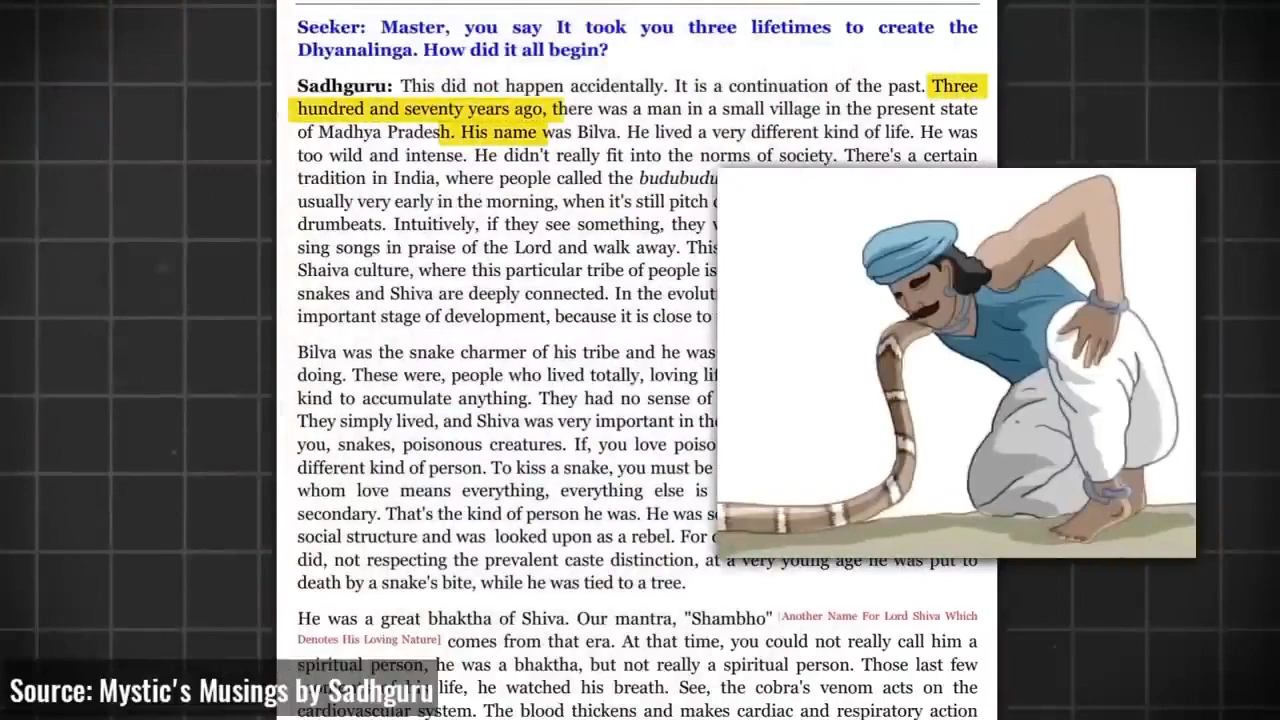 Seeker: Master, you say It took you three lifetimes to create the
Dhyanalinga. How did it all begin?
Sadhguru: This did not happen accidentally. It is a continuation of the past. Three
hundred and seventy years ago, there was a man in a small village in the present state
of Madhya Pradesh. His name was Bilva. He lived a very different kind of life. He was
too wild and intense. He didn't really fit into the norms of society. There's a certain
tradition in India, where people called the budubudu
usually very early in the morning, when it's still pitch
drumbeats. Intuitively, if they see something, they
sing songs in praise of the Lord and walk away. This
Shaiva culture, where this particular tribe of people is
snakes and Shiva are deeply connected. In the
important stage of development, because it is close to
Bilva was the snake charmer of his tribe and he was
doing. These were, people who lived totally, loving
kind to accumulate anything. They had no sense of
They simply lived, and Shiva was very important in
you, snakes, poisonous creatures. If, you love
different kind of person. To kiss a snake, you must be
whom love means everything, everything else is
secondary. That's the kind of person he was. He was
social structure and was looked upon as a rebel. For
did, not respecting the prevalent caste distinction, at a very young age he was put to
death by a snake's bite, while he was tied to a tree.
He was a great bhaktha of Shiva. Our mantra, "Shambho" [Another Name For Lord Shiva Which
Denotes His Loving Nature] comes from that era. At that time, you could not really call him a
spiritual person, he was a bhaktha, but not really a spiritual person. Those last few
life, he watched his breath. See, the cobra's venom acts on the
cardiovascular system. The blood thickens and makes cardiac and respiratory action
Source: Mystic's Musings by Sadhguru